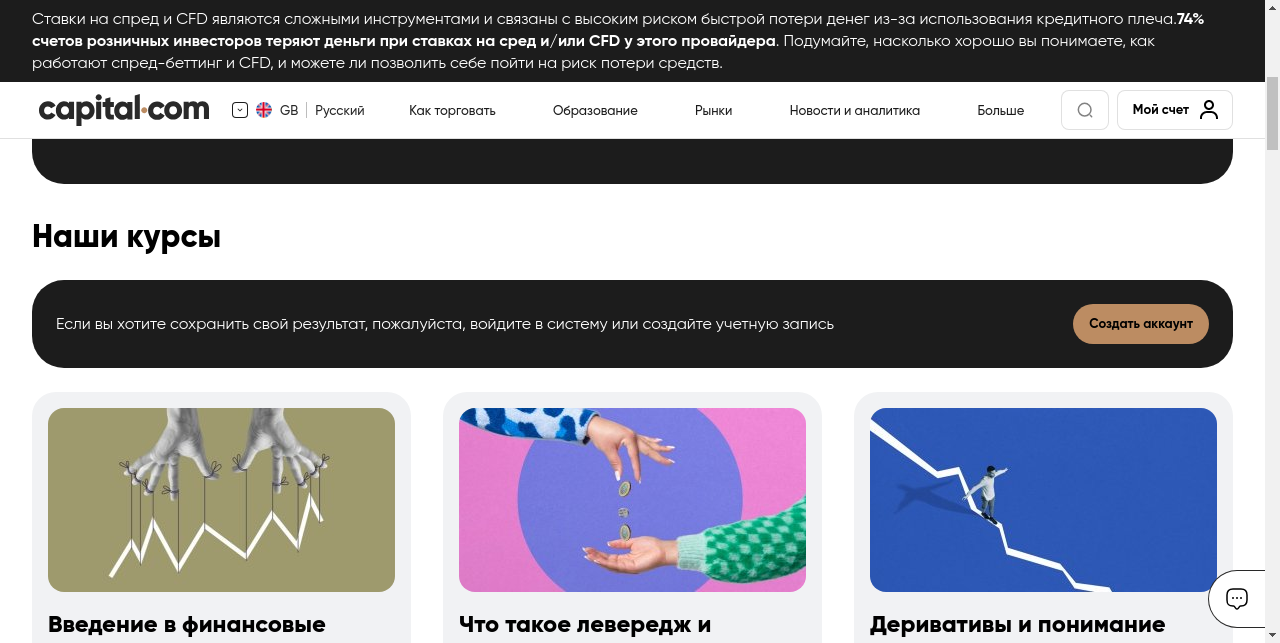 Ставки на спред и CFD являются сложными инструментами и связаны с высоким риском быстрой потери денег из-за использования кредитного плеча.74%
счетов розничных инвесторов теряют деньги при ставках на сред и/или CFD у этого провайдера. Подумайте, насколько хорошо вы понимаете, как
работают спред-беттинг и CFD, и можете ли позволить себе пойти на риск потери средств.
capital.com GB Русский Как торговать Образование Рынки Новости и аналитика Больше Мой счет
Наши курсы
Если вы хотите сохранить свой результат, пожалуйста, войдите в систему или создайте учетную запись Создать аккаунт
Введение в финансовые Что такое левередж и Деривативы и понимание